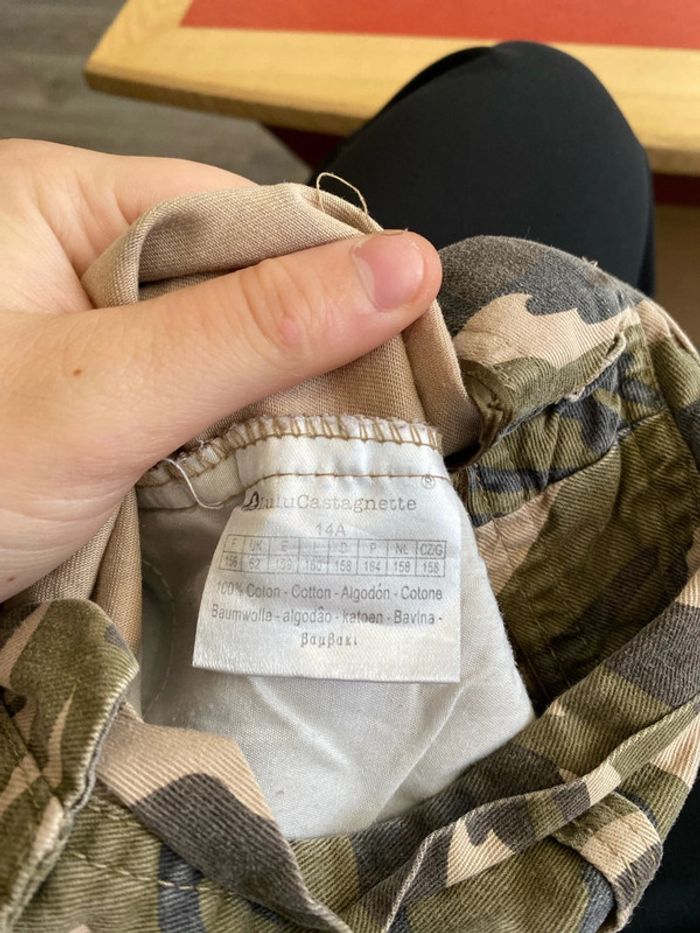 LuluCastagnette ®
14A
F UK E I D P NL CZ/G
156 62 160 158 164 158 158
100% Coton - Cotton - Algodón - Cotone
Baumwolle - algodão - katoen - Bavlna -
βαμβακι